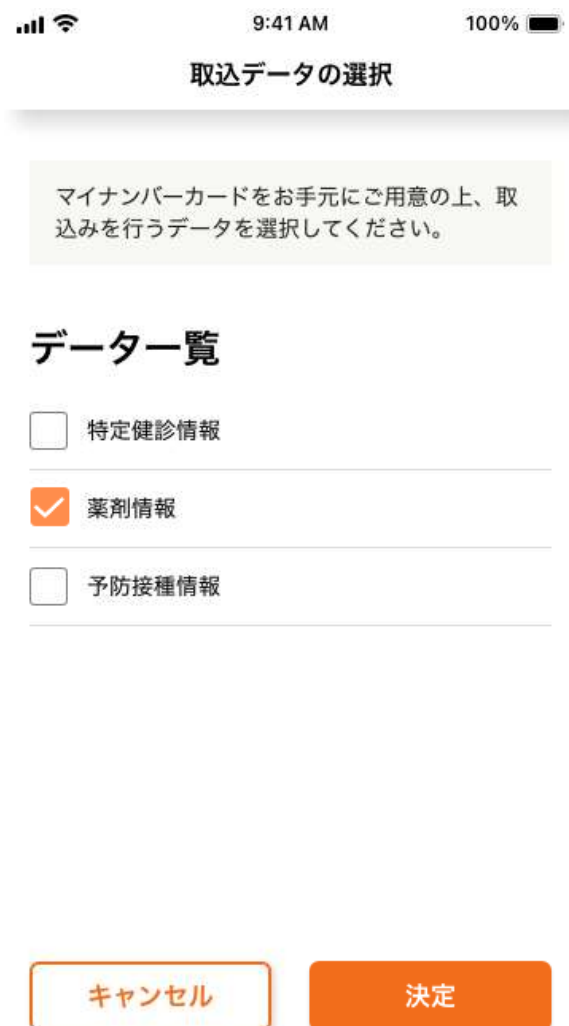 9:41 AM 100%
取込データの選択
マイナンバーカードをお手元にご用意の上、取
込みを行うデータを選択してください。
データ一覧
特定健診情報
薬剤情報
予防接種情報
キャンセル 決定